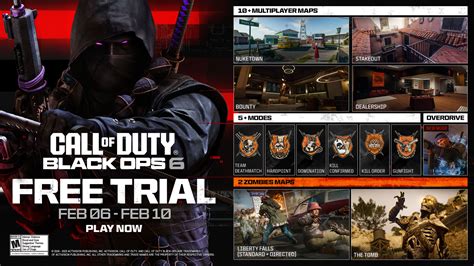 CALL OF DUTY
BLACK OPS 6
FREE TRIAL
FEB 06 - FEB 10
PLAY NOW
10+ MULTIPLAYER MAPS
NUKETOWN
STAKEOUT
BOUNTY
DEALERSHIP
5+ MODES
OVERDRIVE
TEAM DEATHMATCH
HARDPOINT
DOMINATION
KILL CONFIRMED
KILL ORDER
GUNFIGHT
2 ZOMBIES MAPS
LIBERTY FALLS
(STANDARD + DIRECTED)
THE TOMB